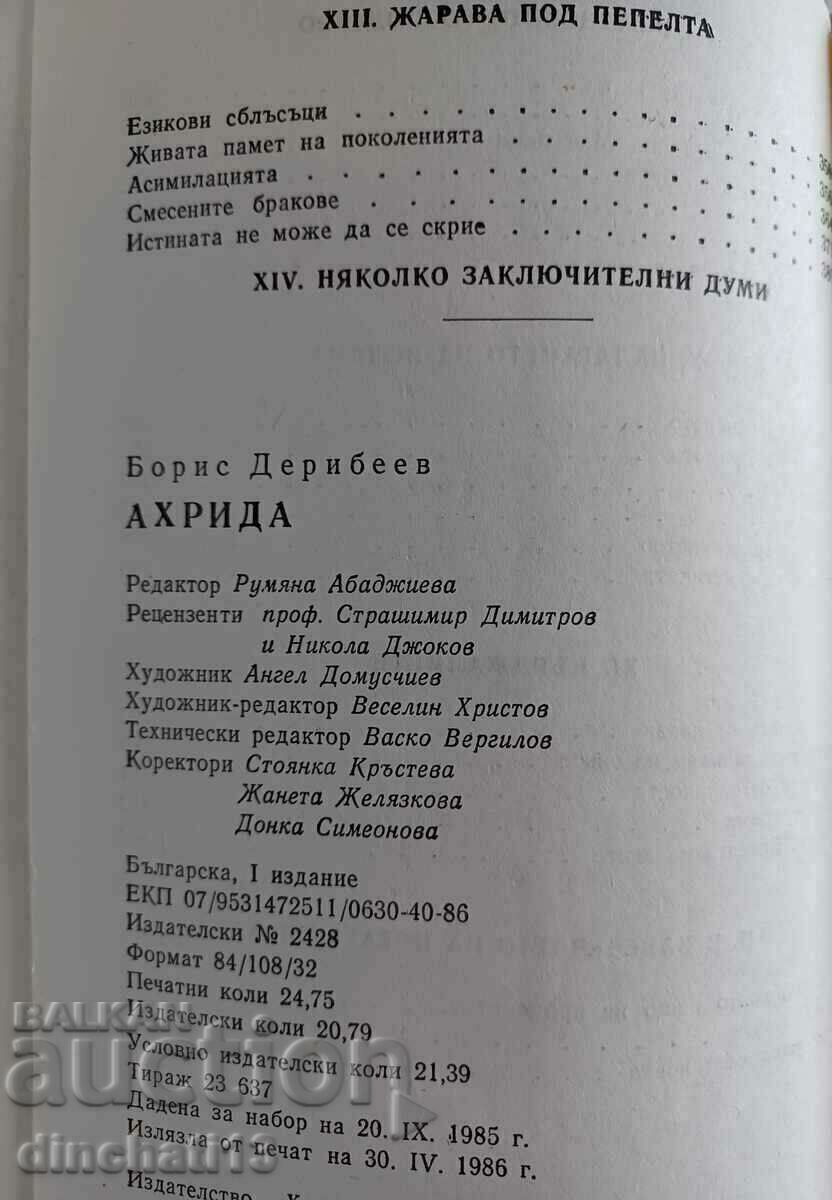 XIII. ЖАРАВА ПОД ПЕПЕЛТА
Езикови сблъсъци . . . . . . . . . . . .
Живата памет на поколенията . . . . . . . .
Асимилацията . . . . . . . . . . . . .
Смесените бракове . . . . . . . . . . .
Истината не може да се скрие . . . . . . . .
XIV. НЯКОЛКО ЗАКЛЮЧИТЕЛНИ ДУМИ
Борис Дерибеев
АХРИДА
Редактор Румяна Абаджиева
Рецензенти проф. Страшимир Димитров
и Никола Джоков
Художник Ангел Домусчиев
Художник-редактор Веселин Христов
Технически редактор Васко Вергилов
Коректори Стоянка Кръстева
Жанета Желязкова
Донка Симеонова
Българска, I издание
ЕКП 07/9531472511/0630-40-86
Издателски № 2428
Формат 84/108/32
Печатни коли 24,75
Издателски коли 20,79
Условно издателски коли 21,39
Тираж 23 637
Дадена за набор на 20. IX. 1985 г.
Излязла от печат на 30. IV. 1986 г.
Издателство
BALKAN
auction
dinchati13